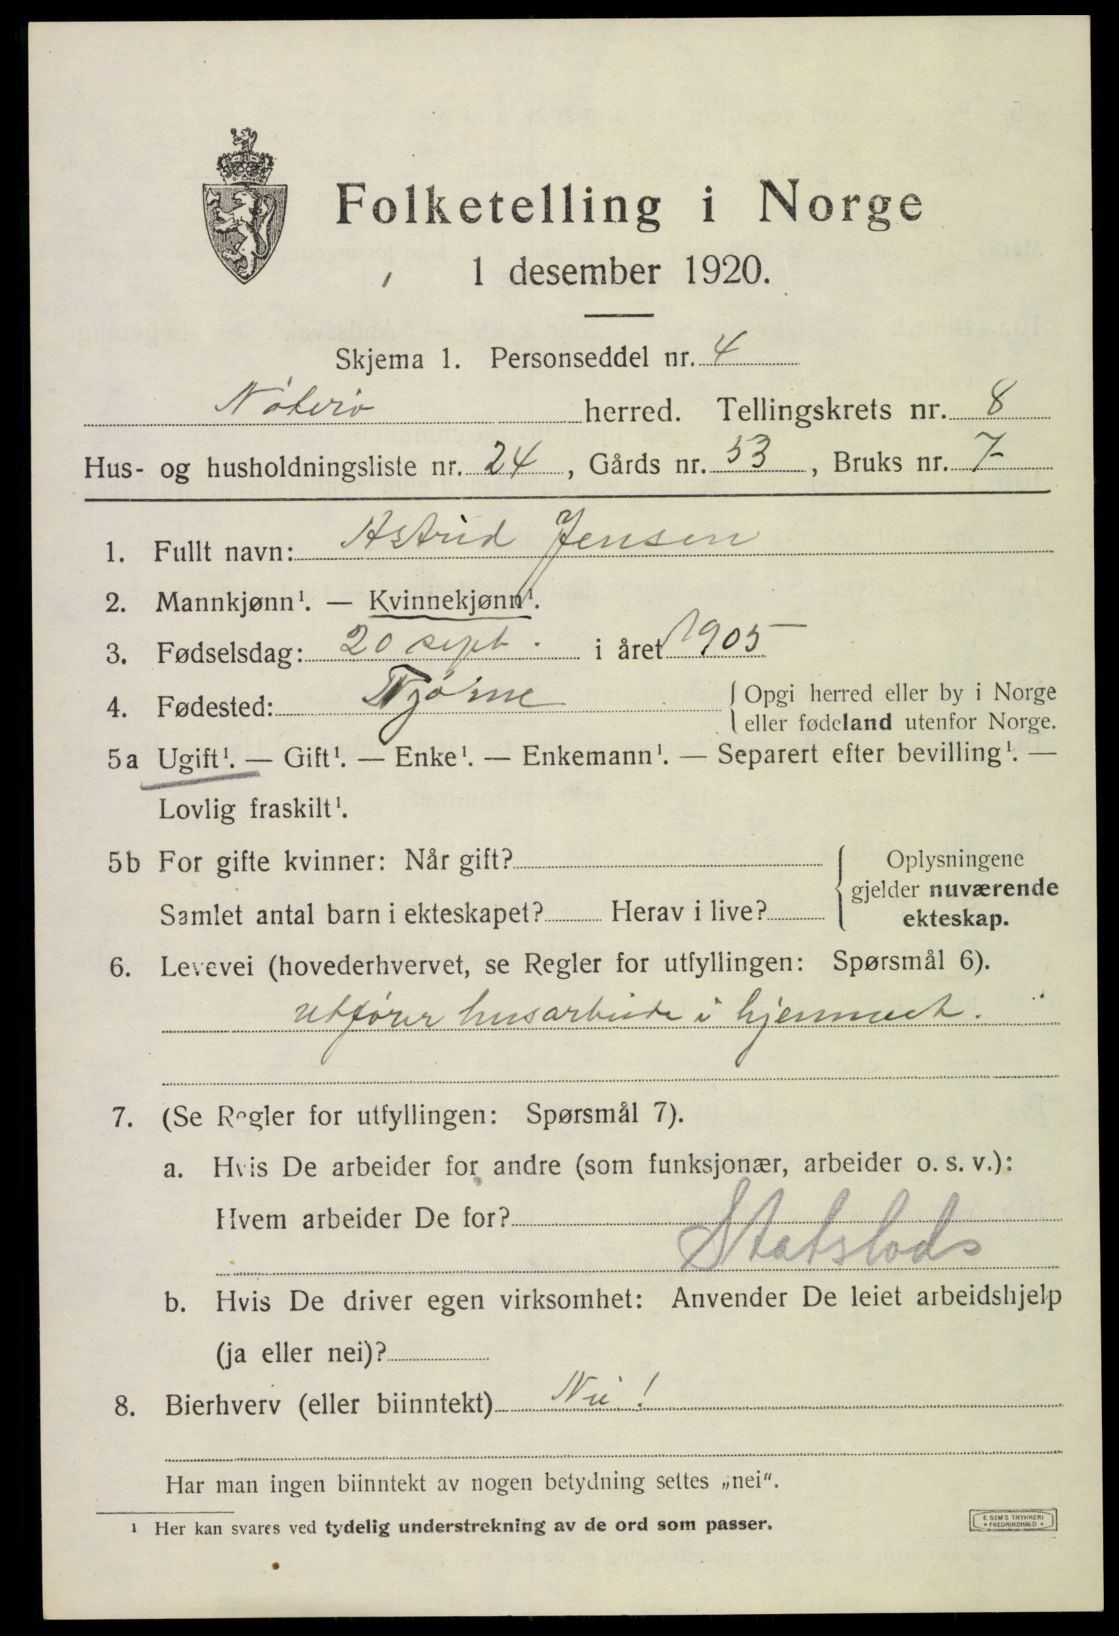 Folketelling i Norge
1 desember 1920.
Skjema 1. Personseddel nr. 4
Nøterø herred. Tellingskrets nr. 8
Hus- og husholdningsliste nr. 24, Gårds nr. 53, Bruks nr. 7
1. Fullt navn: Astrid Jensen
2. Mannkjønn¹. — Kvinnekjønn¹.
3. Fødselsdag: 20 sept. i året 1905
4. Fødested: Tjøme { Opgi herred eller by i Norge
eller fødeland utenfor Norge.
5a Ugift¹. — Gift¹. — Enke¹. — Enkemann¹. — Separert efter bevilling¹. —
Lovlig fraskilt¹.
5b For gifte kvinner: Når gift? { Oplysningene
gjelder nuværende
Samlet antal barn i ekteskapet? Herav i live? ekteskap.
6. Levevei (hovederhvervet, se Regler for utfyllingen: Spørsmål 6).
utfører husarbeide i hjemmet.
7. (Se Regler for utfyllingen: Spørsmål 7).
a. Hvis De arbeider for andre (som funksjonær, arbeider o. s. v.):
Hvem arbeider De for?
Statslods
b. Hvis De driver egen virksomhet: Anvender De leiet arbeidshjelp
(ja eller nei)?
8. Bierhverv (eller biinntekt) Nei!
Har man ingen biinntekt av nogen betydning settes „nei“.
¹ Her kan svares ved tydelig understrekning av de ord som passer.
E. SEM'S TRYKKERI
FREDRIKSHALD